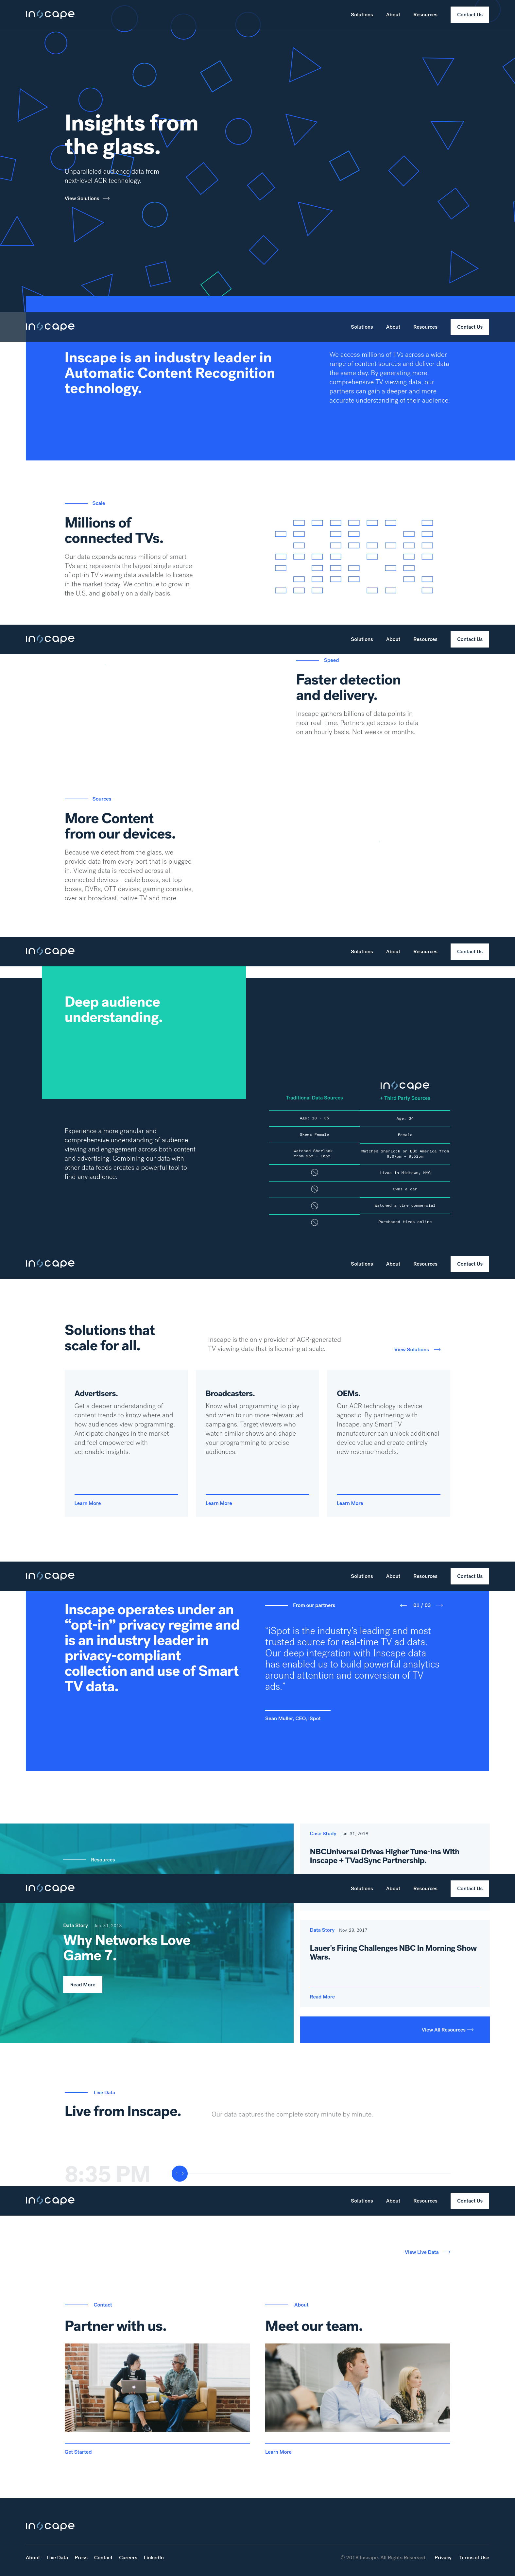 inscape
Solutions About Resources Contact Us
Insights from
the glass.
Unparalleled audience data from
next-level ACR technology.
View Solutions
inscape
Solutions About Resources Contact Us
Inscape is an industry leader in
Automatic Content Recognition
technology.
We access millions of TVs across a wider
range of content sources and deliver data
the same day. By generating more
comprehensive TV viewing data, our
partners can gain a deeper and more
accurate understanding of their audience.
Scale
Millions of
connected TVs.
Our data expands across millions of smart
TVs and represents the largest single source
of opt-in TV viewing data available to license
in the market today. We continue to grow in
the U.S. and globally on a daily basis.
inscape
Solutions About Resources Contact Us
Speed
Faster detection
and delivery.
Inscape gathers billions of data points in
near real-time. Partners get access to data
on an hourly basis. Not weeks or months.
Sources
More Content
from our devices.
Because we detect from the glass, we
provide data from every port that is plugged
in. Viewing data is received across all
connected devices - cable boxes, set top
boxes, DVRs, OTT devices, gaming consoles,
over air broadcast, native TV and more.
inscape
Solutions About Resources Contact Us
Deep audience
understanding.
Experience a more granular and
comprehensive understanding of audience
viewing and engagement across both content
and advertising. Combining our data with
other data feeds creates a powerful tool to
find any audience.
inscape
Traditional Data Sources
+ Third Party Sources
Age: 18 - 35
Age: 34
Skews Female
Female
Watched Sherlock
from 8pm - 10pm
Watched Sherlock on BBC America from
8:07pm - 9:52pm
Lives in Midtown, NYC
Owns a car
Watched a tire commercial
Purchased tires online
inscape
Solutions About Resources Contact Us
Solutions that
scale for all.
Inscape is the only provider of ACR-generated
TV viewing data that is licensing at scale.
View Solutions
Advertisers.
Get a deeper understanding of
content trends to know where and
how audiences view programming.
Anticipate changes in the market
and feel empowered with
actionable insights.
Learn More
Broadcasters.
Know what programming to play
and when to run more relevant ad
campaigns. Target viewers who
watch similar shows and shape
your programming to precise
audiences.
Learn More
OEMs.
Our ACR technology is device
agnostic. By partnering with
Inscape, any Smart TV
manufacturer can unlock additional
device value and create entirely
new revenue models.
Learn More
inscape
Solutions About Resources Contact Us
Inscape operates under an
“opt-in” privacy regime and
is an industry leader in
privacy-compliant
collection and use of Smart
TV data.
From our partners
01 / 03
"iSpot is the industry's leading and most
trusted source for real-time TV ad data.
Our deep integration with Inscape data
has enabled us to build powerful analytics
around attention and conversion of TV
ads."
Sean Muller, CEO, iSpot
Resources
Case Study Jan. 31, 2018
NBCUniversal Drives Higher Tune-Ins With
Inscape + TVadSync Partnership.
inscape
Solutions About Resources Contact Us
Data Story Jan. 31, 2018
Why Networks Love
Game 7.
Read More
Data Story Nov. 29, 2017
Lauer's Firing Challenges NBC In Morning Show
Wars.
Read More
View All Resources
Live Data
Live from Inscape.
Our data captures the complete story minute by minute.
8:35 PM
inscape
Solutions About Resources Contact Us
View Live Data
Contact
Partner with us.
Get Started
About
Meet our team.
Learn More
inscape
About Live Data Press Contact Careers LinkedIn
© 2018 Inscape. All Rights Reserved. Privacy Terms of Use